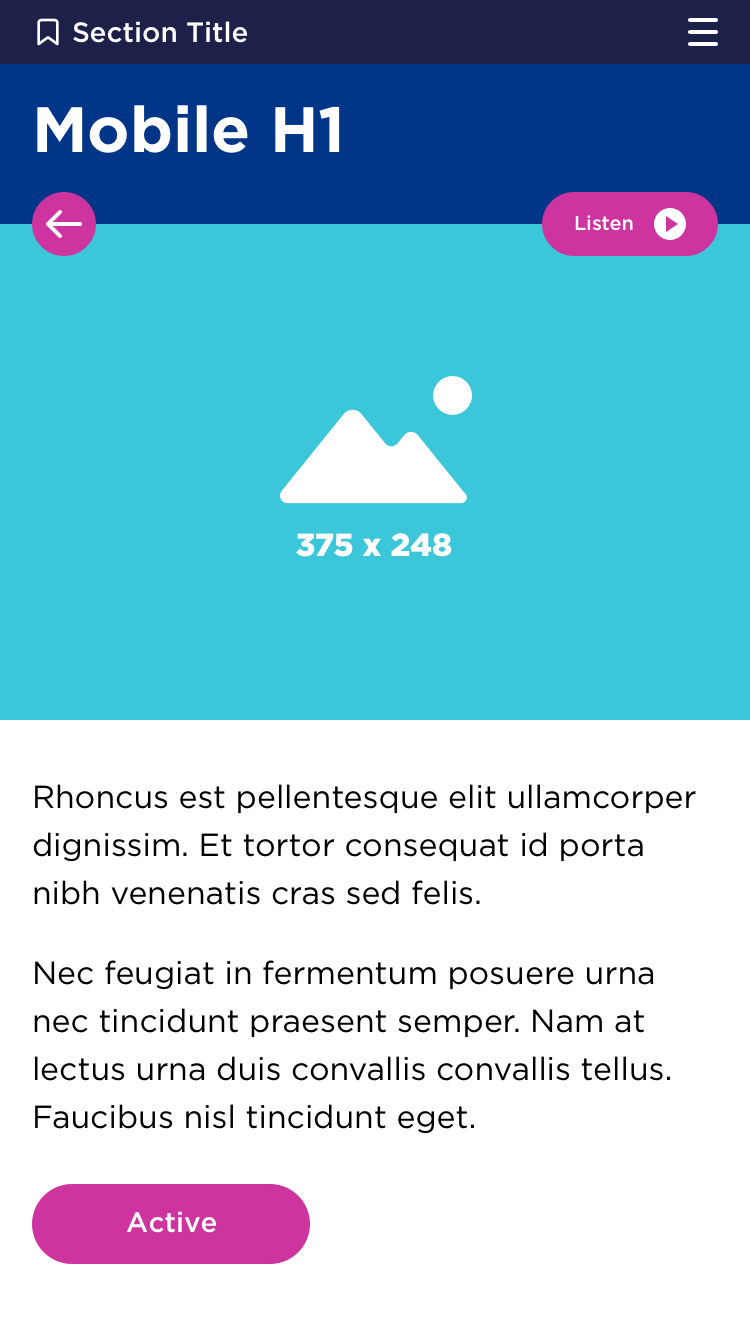 Section Title
Mobile H1
Listen
375 x 248
Rhoncus est pellentesque elit ullamcorper
dignissim. Et tortor consequat id porta
nibh venenatis cras sed felis.
Nec feugiat in fermentum posuere urna
nec tincidunt praesent semper. Nam at
lectus urna duis convallis convallis tellus.
Faucibus nisl tincidunt eget.
Active